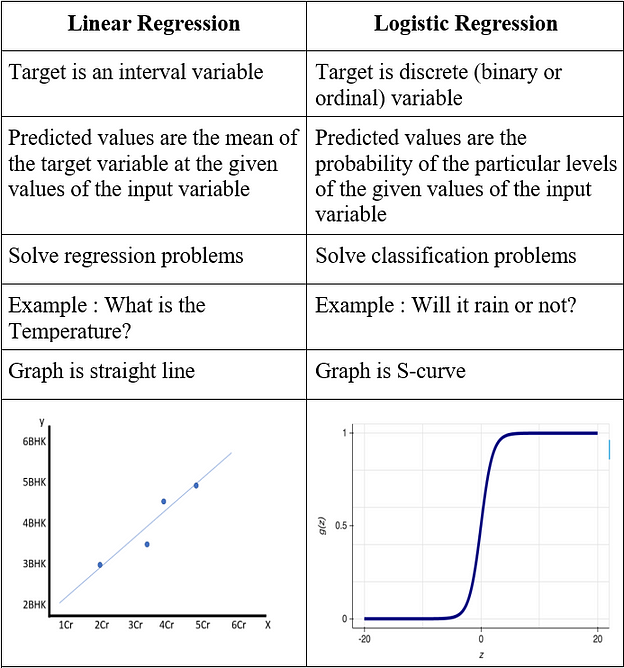 Linear Regression
Logistic Regression
Target is an interval variable
Target is discrete (binary or
ordinal) variable
Predicted values are the mean of
the target variable at the given
values of the input variable
Predicted values are the
probability of the particular levels
of the given values of the input
variable
Solve regression problems
Solve classification problems
Example : What is the
Temperature?
Example : Will it rain or not?
Graph is straight line
Graph is S-curve
y
6BHK
5BHK
4BHK
3BHK
2BHK
1Cr 2Cr 3Cr 4Cr 5Cr 6Cr X
1
0.5
0
g(z)
-20 0 20
z